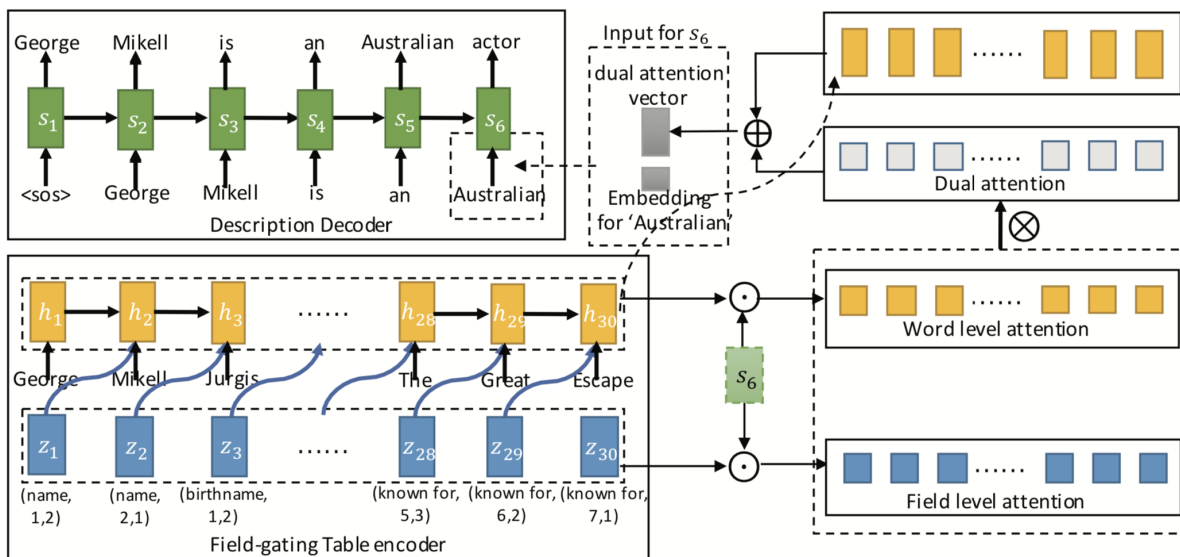 George Mikell is an Australian actor
s1 s2 s3 s4 s5 s6
<sos> George Mikell is an Australian
Description Decoder
Input for s6
dual attention
vector
Embedding
for 'Australian'
Dual attention
h1 h2 h3 ...... h28 h29 h30
George Mikell Jurgis The Great Escape
z1 z2 z3 ...... z28 z29 z30
(name, (name, (birthname, (known for, (known for, (known for,
1,2) 2,1) 1,2) 5,3) 6,2) 7,1)
Field-gating Table encoder
s6
Word level attention
Field level attention